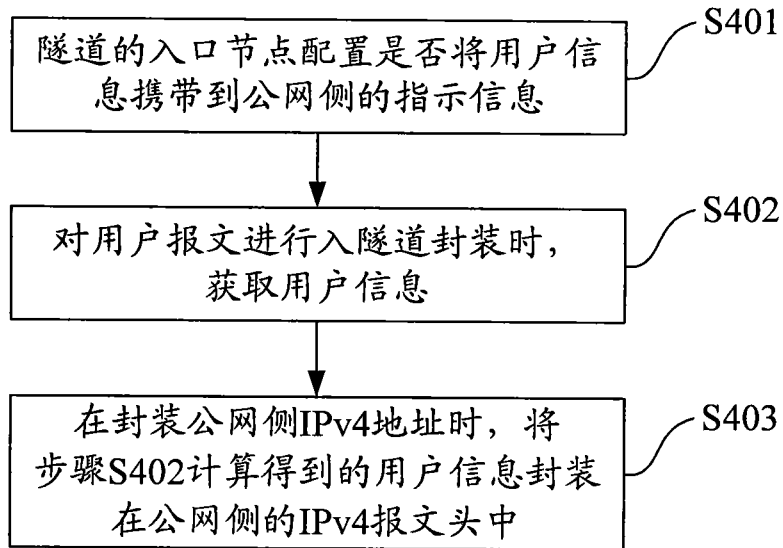 S401
隧道的入口节点配置是否将用户信
息携带到公网侧的指示信息
S402
对用户报文进行入隧道封装时，
获取用户信息
S403
在封装公网侧IPv4地址时，将
步骤S402计算得到的用户信息封装
在公网侧的IPv4报文头中